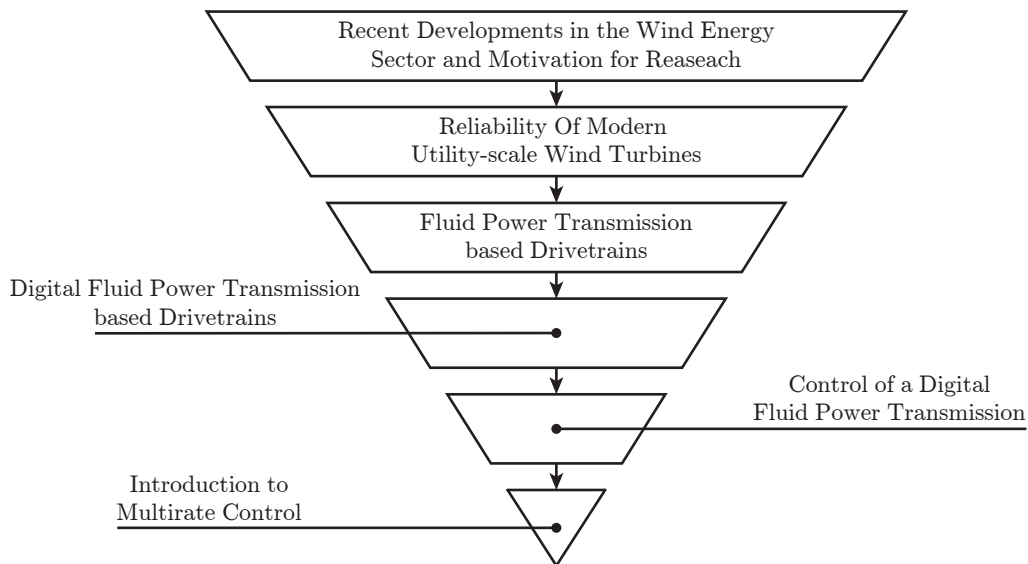 Recent Developments in the Wind Energy
Sector and Motivation for Reaseach
Reliability Of Modern
Utility-scale Wind Turbines
Fluid Power Transmission
based Drivetrains
Digital Fluid Power Transmission
based Drivetrains
Control of a Digital
Fluid Power Transmission
Introduction to
Multirate Control